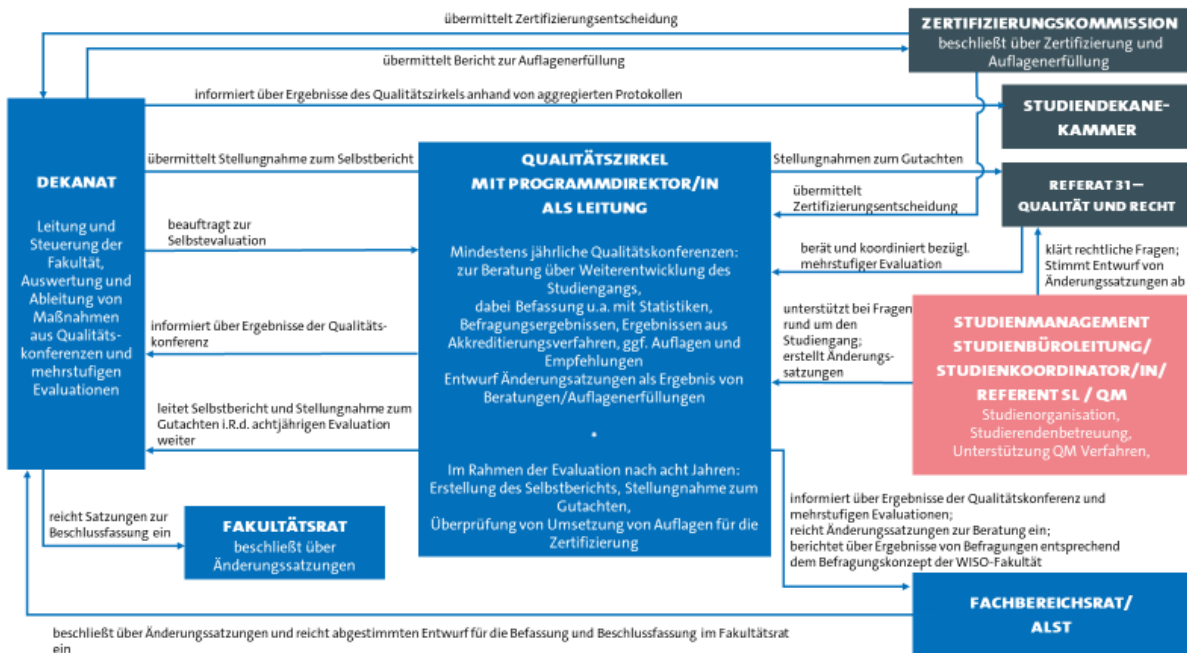 übermittelt Zertifizierungsentscheidung
ZERTIFIZIERUNGSKOMMISSION
beschließt über Zertifizierung und
Auflagenerfüllung
übermittelt Bericht zur Auflagenerfüllung
informiert über Ergebnisse des Qualitätszirkels anhand von aggregierten Protokollen
STUDIENDEKANE-
KAMMER
DEKANAT
Leitung und
Steuerung der
Fakultät,
Auswertung und
Ableitung von
Maßnahmen
aus Qualitäts-
konferenzen und
mehrstufigen
Evaluationen
übermittelt Stellungnahme zum Selbstbericht
beauftragt zur
Selbstevaluation
informiert über Ergebnisse der Qualitäts-
konferenz
leitet Selbstbericht und Stellungnahme zum
Gutachten i.R.d. achtjährigen Evaluation
weiter
QUALITÄTSZIRKEL
MIT PROGRAMMDIREKTOR/IN
ALS LEITUNG
Mindestens jährliche Qualitätskonferenzen:
zur Beratung über Weiterentwicklung des
Studiengangs,
dabei Befassung u.a. mit Statistiken,
Befragungsergebnissen, Ergebnissen aus
Akkreditierungsverfahren, ggf. Auflagen und
Empfehlungen
Entwurf Änderungsatzungen als Ergebnis von
Beratungen/Auflagenerfüllungen
*
Im Rahmen der Evaluation nach acht Jahren:
Erstellung des Selbstberichts, Stellungnahme zum
Gutachten,
Überprüfung von Umsetzung von Auflagen für die
Zertifizierung
Stellungnahmen zum Gutachten
übermittelt
Zertifizierungsentscheidung
berät und koordiniert bezügl.
mehrstufiger Evaluation
unterstützt bei Fragen
rund um den
Studiengang;
erstellt Änderungs-
satzungen
REFERAT 31–
QUALITÄT UND RECHT
klärt rechtliche Fragen;
Stimmt Entwurf von
Änderungssatzungen ab
STUDIENMANAGEMENT
STUDIENBÜROLEITUNG/
STUDIENKOORDINATOR/IN/
REFERENT SL / QM
Studienorganisation,
Studierendenbetreuung,
Unterstützung QM Verfahren,
reicht Satzungen zur
Beschlussfassung ein
FAKULTÄTSRAT
beschließt über
Änderungssatzungen
informiert über Ergebnisse der Qualitätskonferenz und
mehrstufigen Evaluationen;
reicht Änderungssatzungen zur Beratung ein;
berichtet über Ergebnisse von Befragungen entsprechend
dem Befragungskonzept der WISO-Fakultät
FACHBEREICHSRAT/
ALST
beschließt über Änderungssatzungen und reicht abgestimmten Entwurf für die Befassung und Beschlussfassung im Fakultätsrat
ein